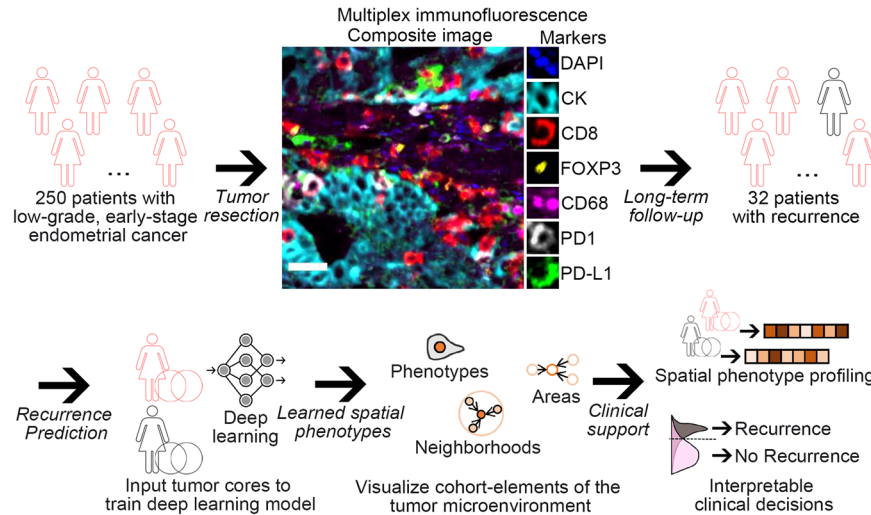 Multiplex immunofluorescence
Composite image
Markers
DAPI
CK
CD8
FOXP3
CD68
PD1
PD-L1
...
250 patients with
low-grade, early-stage
endometrial cancer
Tumor
resection
Long-term
follow-up
...
32 patients
with recurrence
Recurrence
Prediction
Deep
learning
Input tumor cores to
train deep learning model
Learned spatial
phenotypes
Phenotypes
Areas
Neighborhoods
Visualize cohort-elements of the
tumor microenvironment
Clinical
support
Spatial phenotype profiling
Recurrence
No Recurrence
Interpretable
clinical decisions